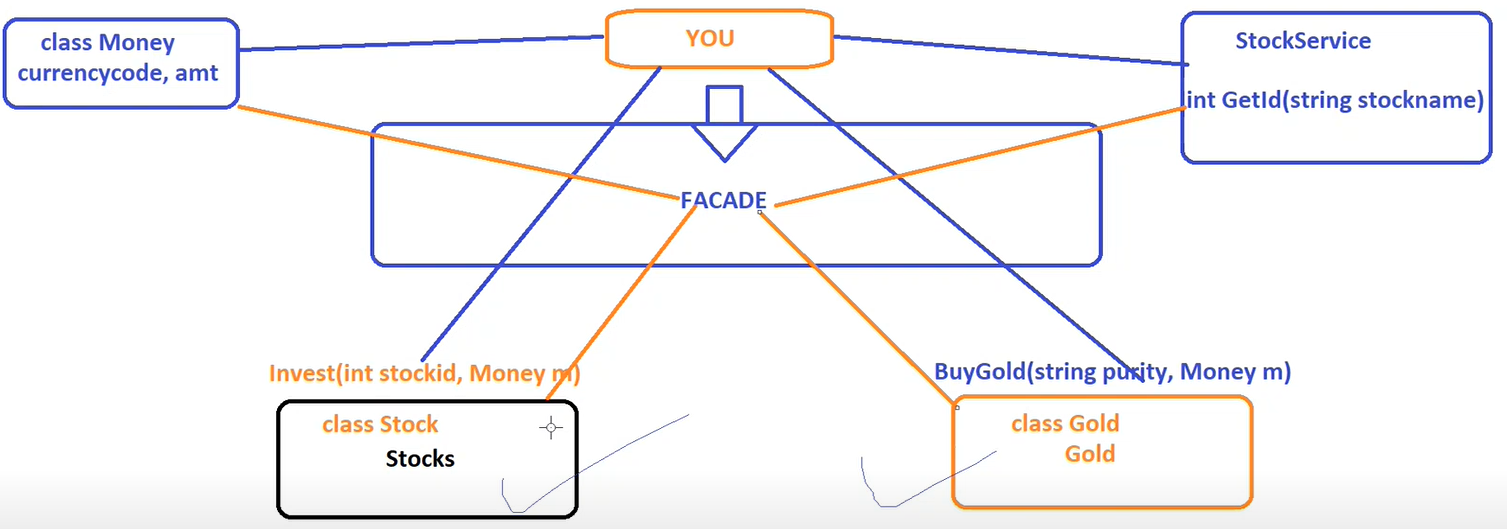 class Money
currencycode, amt
YOU
StockService
int GetId(string stockname)
FACADE
Invest(int stockid, Money m)
class Stock
Stocks
BuyGold(string purity, Money m)
class Gold
Gold